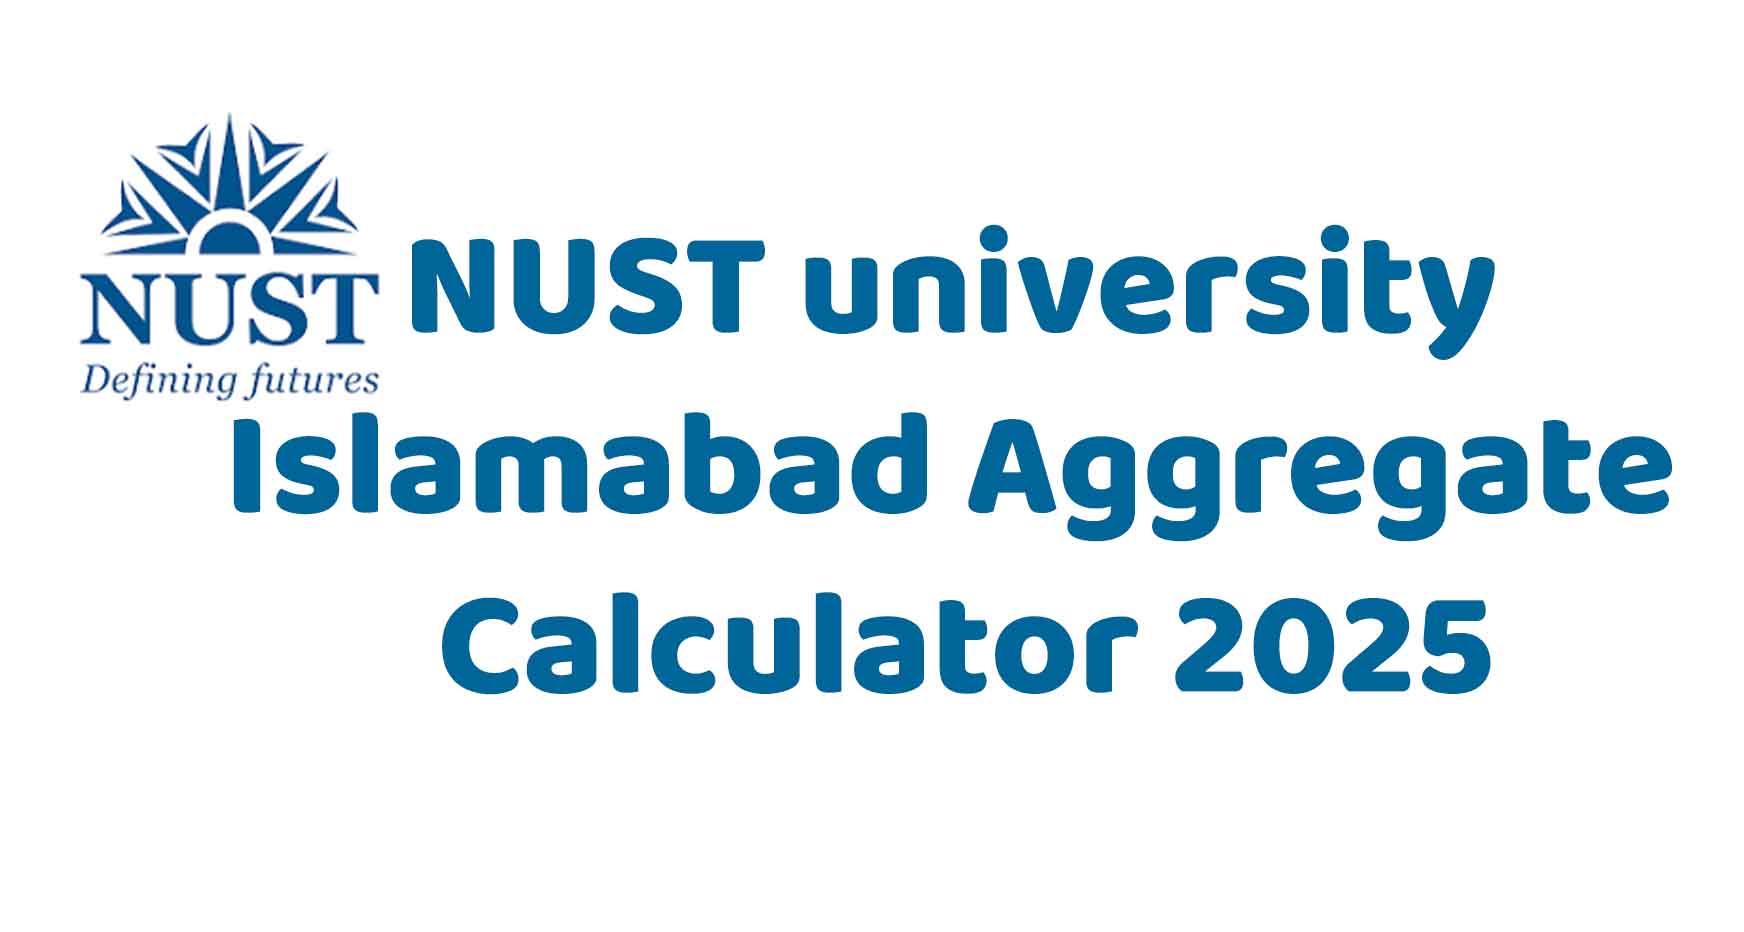 NUST
Defining futures
NUST university
Islamabad Aggregate
Calculator 2025